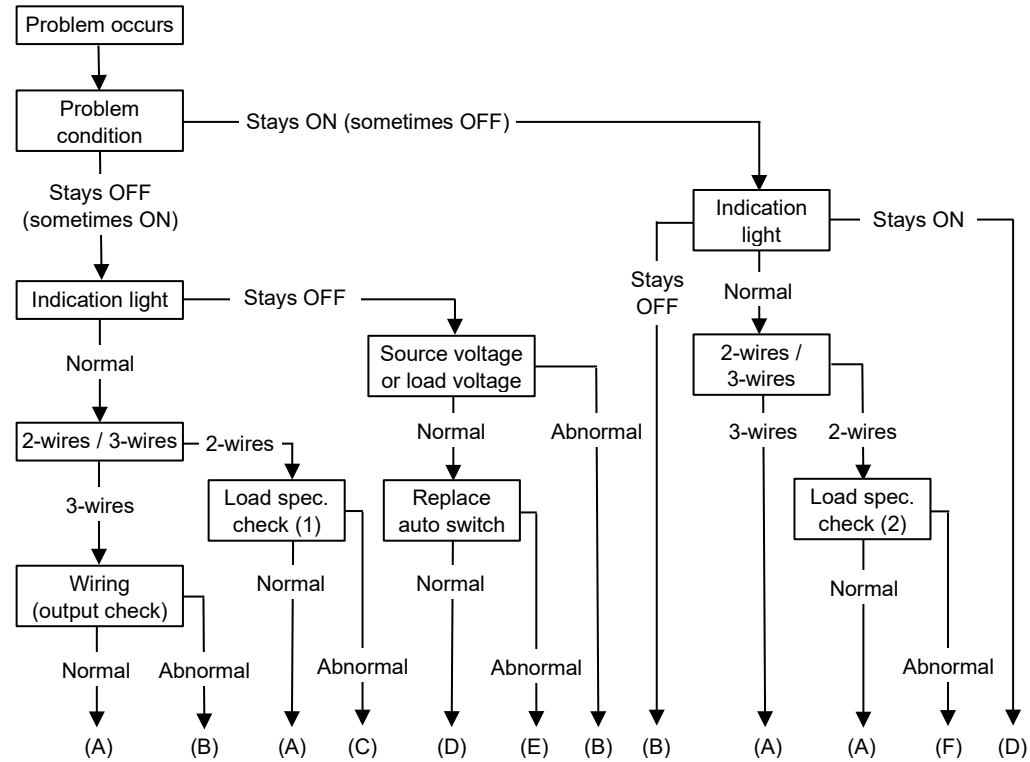 Problem occurs
Problem
condition
Stays ON (sometimes OFF)
Stays OFF
(sometimes ON)
Indication
light
Stays ON
Stays
OFF
Normal
Indication light
Stays OFF
Normal
Source voltage
or load voltage
Normal
Abnormal
2-wires /
3-wires
3-wires
2-wires
2-wires / 3-wires
2-wires
3-wires
Load spec.
check (1)
Normal
Abnormal
Replace
auto switch
Normal
Abnormal
Load spec.
check (2)
Normal
Abnormal
Wiring
(output check)
Normal
Abnormal
(A)
(B)
(A)
(C)
(D)
(E)
(B)
(B)
(A)
(A)
(F)
(D)